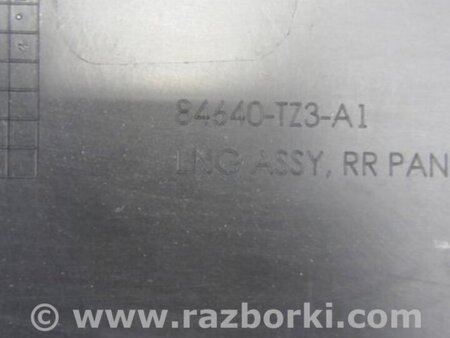 84640-TZ3-A1
LNG ASSY, RR PAN
© www.razborki.com